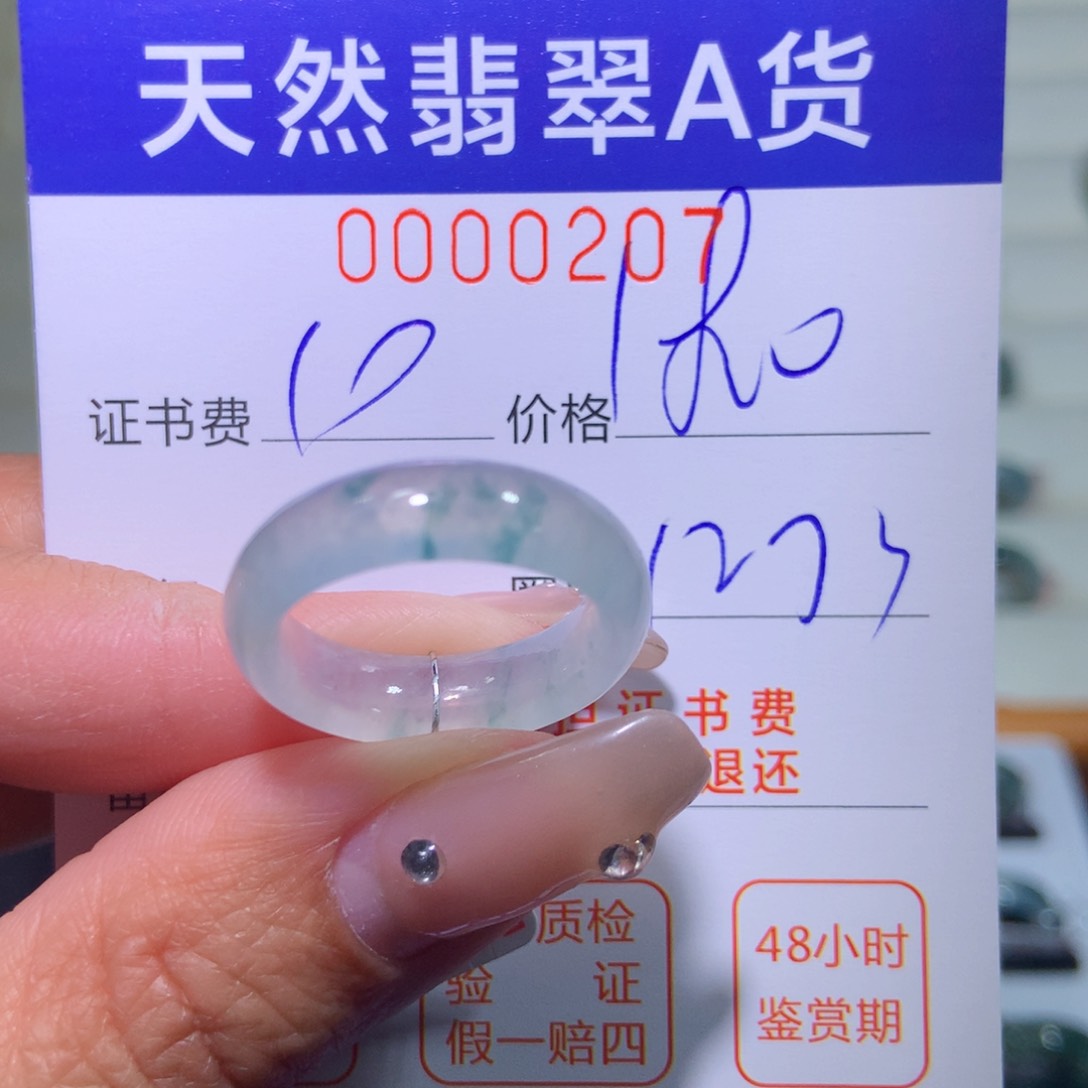 天然翡翠A货
0000207
证书费 10 价格 180
1273
证书费
退还
质检
验 证
假一赔四
48小时
鉴赏期